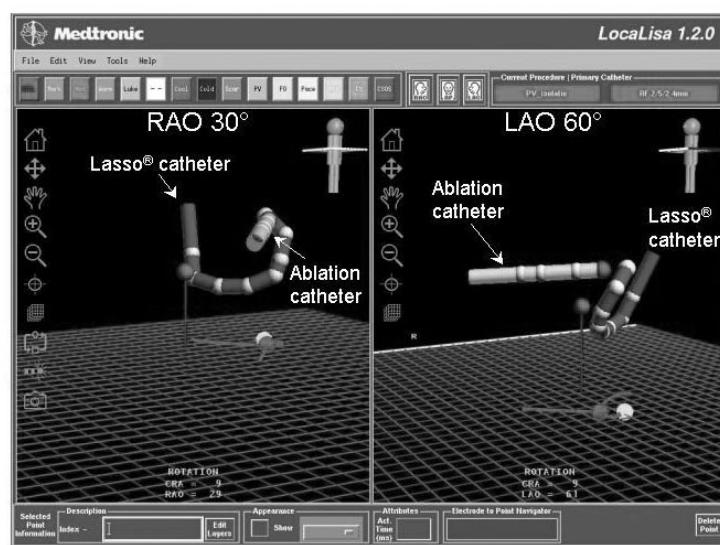 Medtronic
LocaLisa 1.2.0
File Edit View Tools Help
Luke -- Cool Cold Scar PV FO Pace CSOS
Current Procedure | Primary Catheter
RAO 30°
LAO 60°
Lasso® catheter
Ablation
catheter
Ablation
catheter
Lasso®
catheter
R
ROTATION
CRA = 9
RAO = 29
ROTATION
CRA = 9
LAO = 61
Selected
Point
Information
Description
Index -
Edit
Layers
Appearance
Show
Attributes
Act.
Time
(ms)
Electrode to Point Navigator
Delete
Point